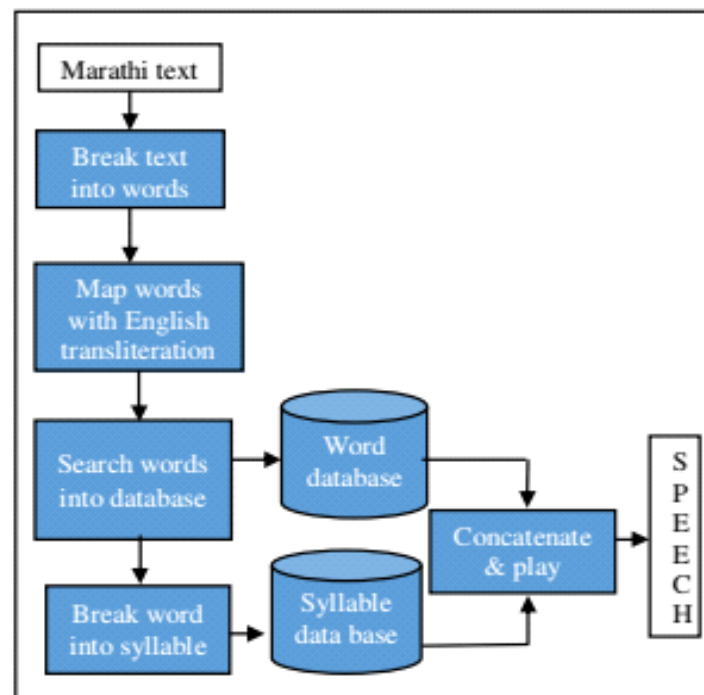 Marathi text
Break text
into words
Map words
with English
transliteration
Search words
into database
Word
database
Break word
into syllable
Syllable
data base
Concatenate
& play
S
P
E
E
C
H